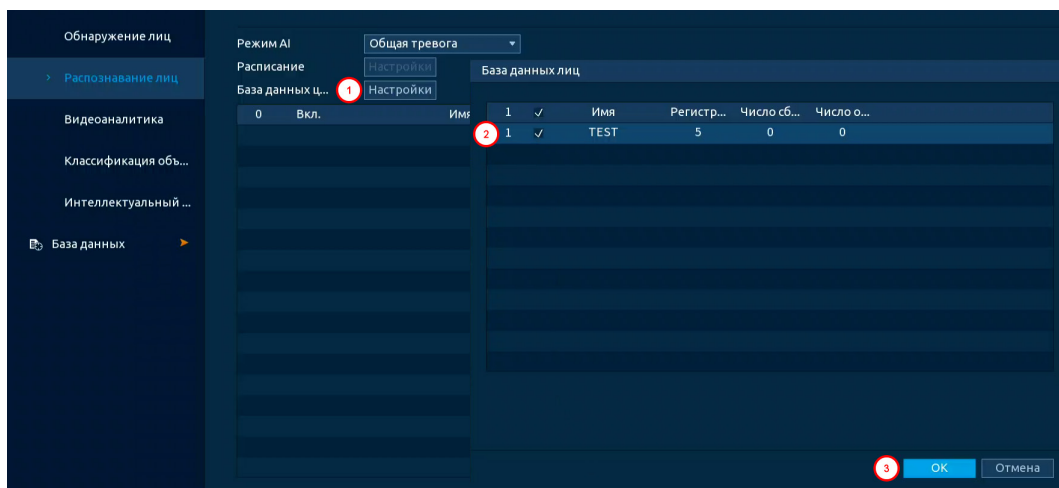 Обнаружение лиц
Распознавание лиц
Видеоаналитика
Классификация объ...
Интеллектуальный ...
База данных
Режим AI
Общая тревога
Расписание
Настройки
База данных ц...
1
Настройки
0 Вкл. Имя
База данных лиц
1 Имя Регистр... Число сб... Число о...
2
1 TEST 5 0 0
3
OK
Отмена